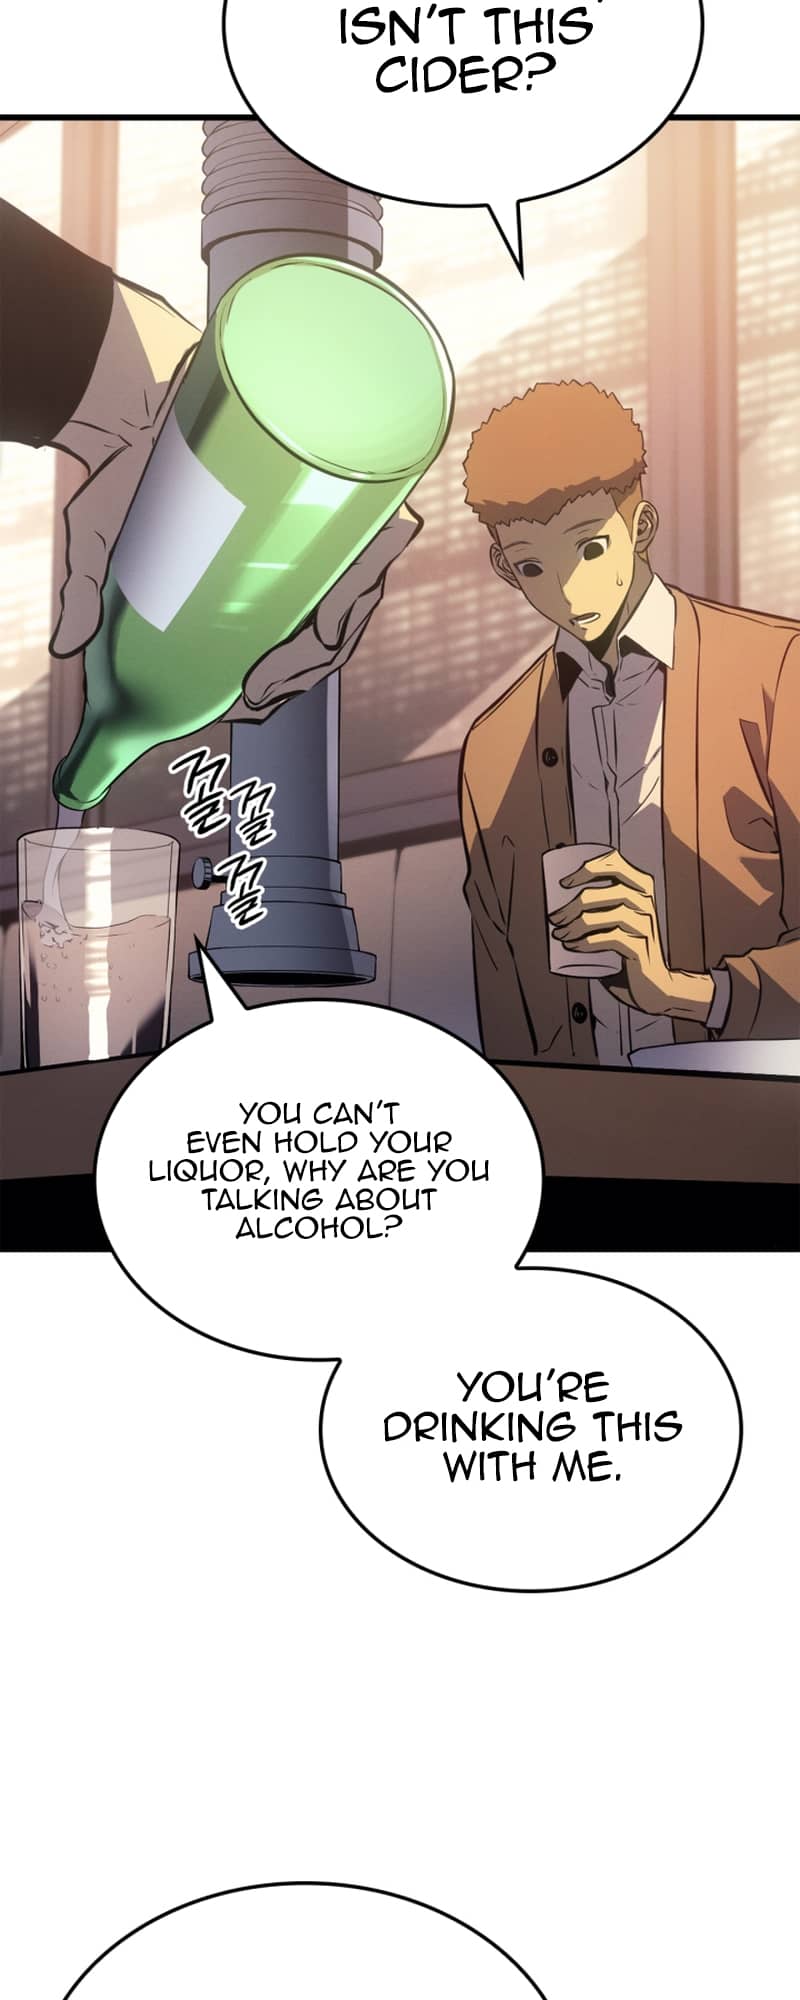 ISN'T THIS
CIDER?
꼴
꼴
꼴
YOU CAN'T
EVEN HOLD YOUR
LIQUOR, WHY ARE YOU
TALKING ABOUT
ALCOHOL?
YOU'RE
DRINKING THIS
WITH ME.